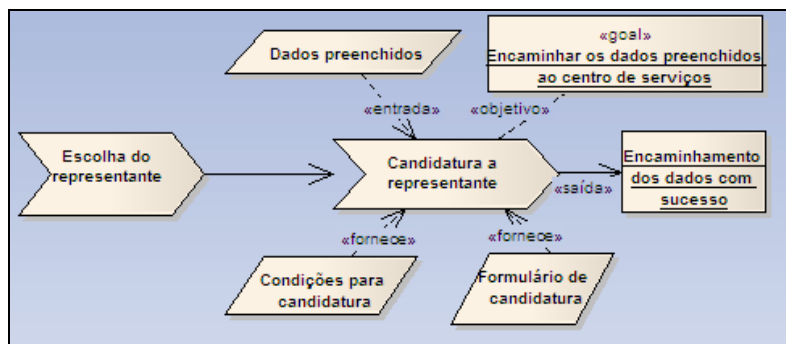 Dados preenchidos
«goal»
Encaminhar os dados preenchidos
ao centro de serviços
«entrada»
«objetivo»
Escolha do
representante
Candidatura a
representante
«saída»
Encaminhamento
dos dados com
sucesso
«fornece»
«fornece»
Condições para
candidatura
Formulário de
candidatura